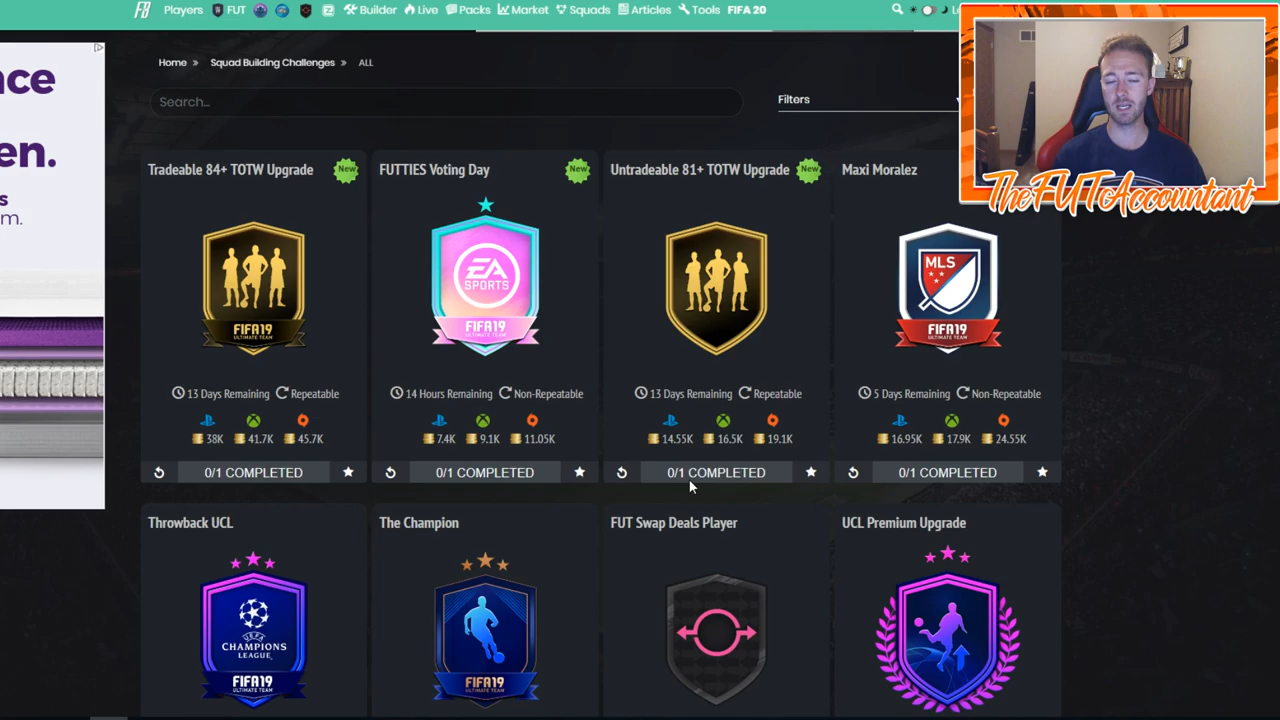 F8 Players FUT Z Builder Live Packs Market Squads Articles Tools FIFA 20
Home » Squad Building Challenges » ALL
Search...
Filters
nce
en.
s
m.
TheFUTAccountant
Tradeable 84+ TOTW Upgrade New
EA SPORTS
FIFA19
ULTIMATE TEAM
13 Days Remaining Repeatable
38K 41.7K 45.7K
0/1 COMPLETED
FUTTIES Voting Day New
FIFA19
ULTIMATE TEAM
14 Hours Remaining Non-Repeatable
7.4K 9.1K 11.05K
0/1 COMPLETED
Untradeable 81+ TOTW Upgrade New
FIFA19
ULTIMATE TEAM
13 Days Remaining Repeatable
14.55K 16.5K 19.1K
0/1 COMPLETED
Maxi Moralez
MLS
FIFA19
ULTIMATE TEAM
5 Days Remaining Non-Repeatable
16.95K 17.9K 24.55K
0/1 COMPLETED
Throwback UCL
UEFA
CHAMPIONS
LEAGUE
FIFA19
ULTIMATE TEAM
The Champion
FIFA19
ULTIMATE TEAM
FUT Swap Deals Player
UCL Premium Upgrade